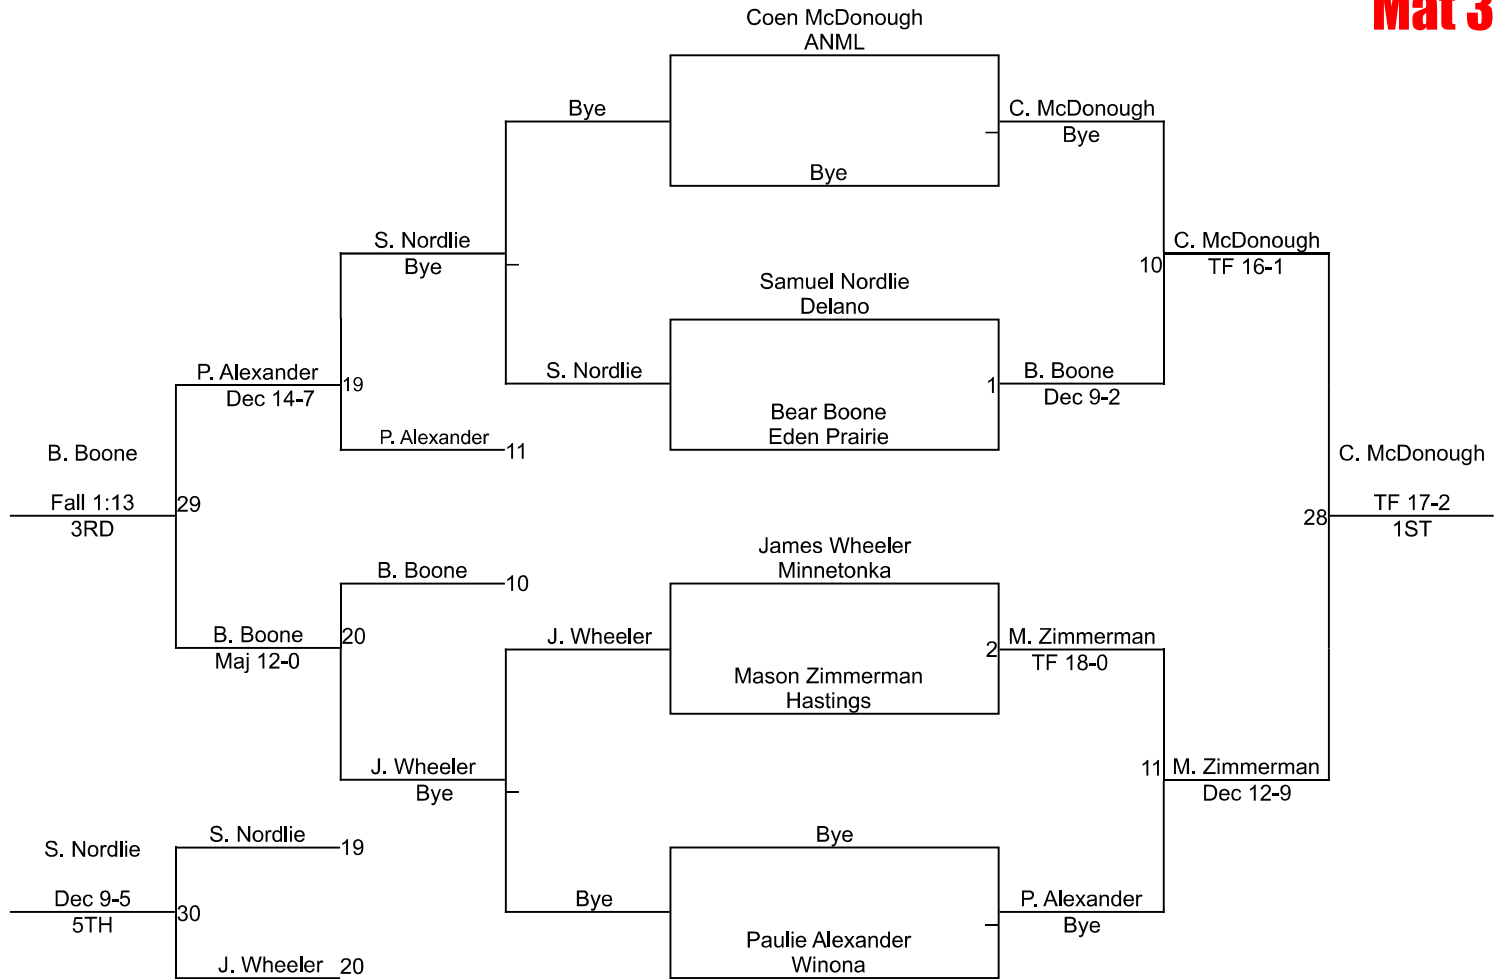 Mat 3
Coen McDonough
ANML
Bye
C. McDonough
Bye
Bye
S. Nordlie
Bye
C. McDonough
10
TF 16-1
Samuel Nordlie
Delano
P. Alexander
19
Dec 14-7
S. Nordlie
1
B. Boone
Dec 9-2
Bear Boone
Eden Prairie
P. Alexander
11
B. Boone
C. McDonough
Fall 1:13
29
3RD
28
TF 17-2
1ST
James Wheeler
Minnetonka
B. Boone
10
B. Boone
20
Maj 12-0
J. Wheeler
2
M. Zimmerman
TF 18-0
Mason Zimmerman
Hastings
J. Wheeler
Bye
11
M. Zimmerman
Dec 12-9
S. Nordlie
S. Nordlie
19
Bye
Dec 9-5
30
5TH
Bye
P. Alexander
Bye
Paulie Alexander
Winona
J. Wheeler
20